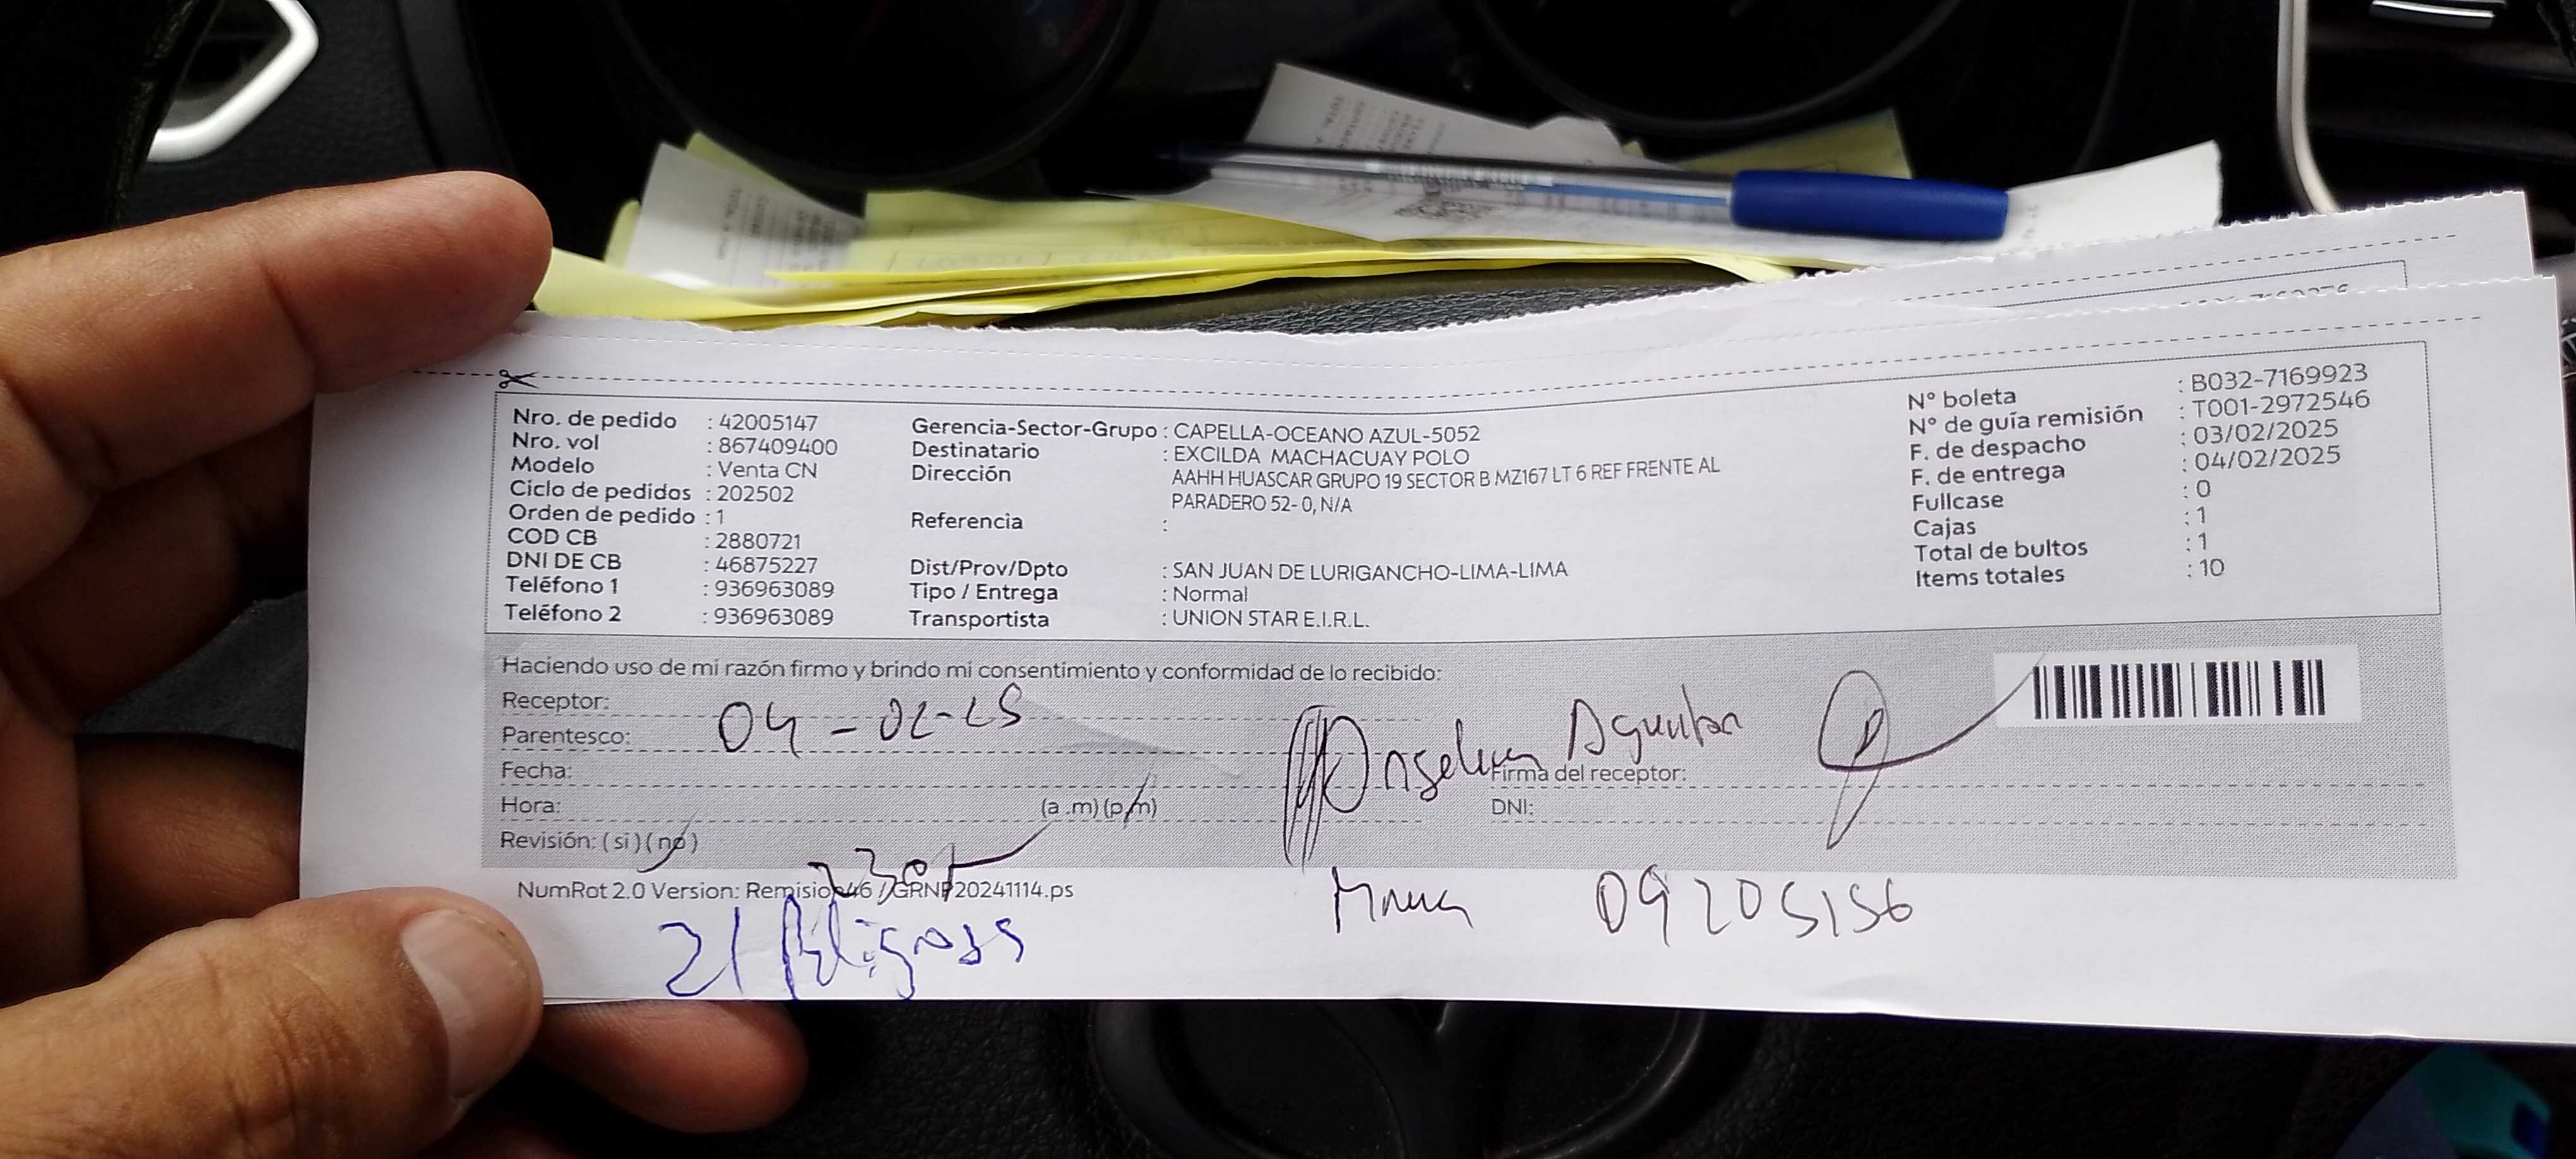 Nro. de pedido : 42005147
Nro. vol : 867409400
Modelo : Venta CN
Ciclo de pedidos : 202502
Orden de pedido : 1
COD CB : 2880721
DNI DE CB : 46875227
Teléfono 1 : 936963089
Teléfono 2 : 936963089
Gerencia-Sector-Grupo : CAPELLA-OCEANO AZUL-5052
Destinatario : EXCILDA MACHACUAY POLO
Dirección AAHH HUASCAR GRUPO 19 SECTOR B MZ167 LT 6 REF FRENTE AL
PARADERO 52- 0, N/A
Referencia :
Dist/Prov/Dpto : SAN JUAN DE LURIGANCHO-LIMA-LIMA
Tipo / Entrega : Normal
Transportista : UNION STAR E.I.R.L.
N° boleta : B032-7169923
N° de guía remisión : T001-2972546
F. de despacho : 03/02/2025
F. de entrega : 04/02/2025
Fullcase : 0
Cajas : 1
Total de bultos : 1
Items totales : 10
Haciendo uso de mi razón firmo y brindo mi consentimiento y conformidad de lo recibido:
Receptor:
Parentesco: 04-02-25
Fecha:
Hora: (a .m) (p,m)
Revisión: ( si ) ( no )
Firma del receptor:
DNI:
NumRot 2.0 Version: Remision46 //GRNP20241114.ps
09205156
21